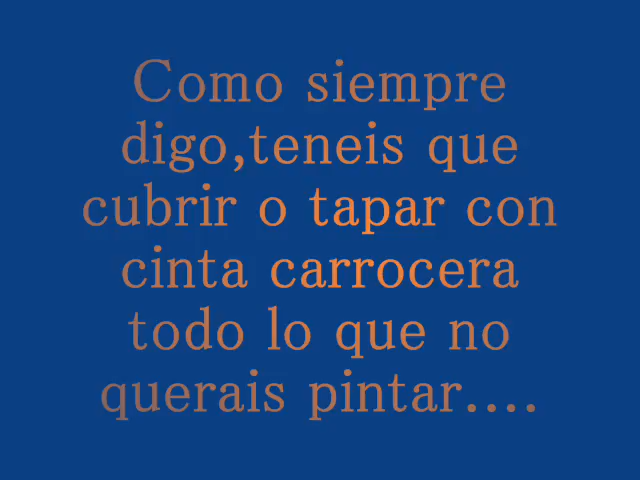 Como siempre
digo,teneis que
cubrir o tapar con
cinta carrocera
todo lo que no
querais pintar....